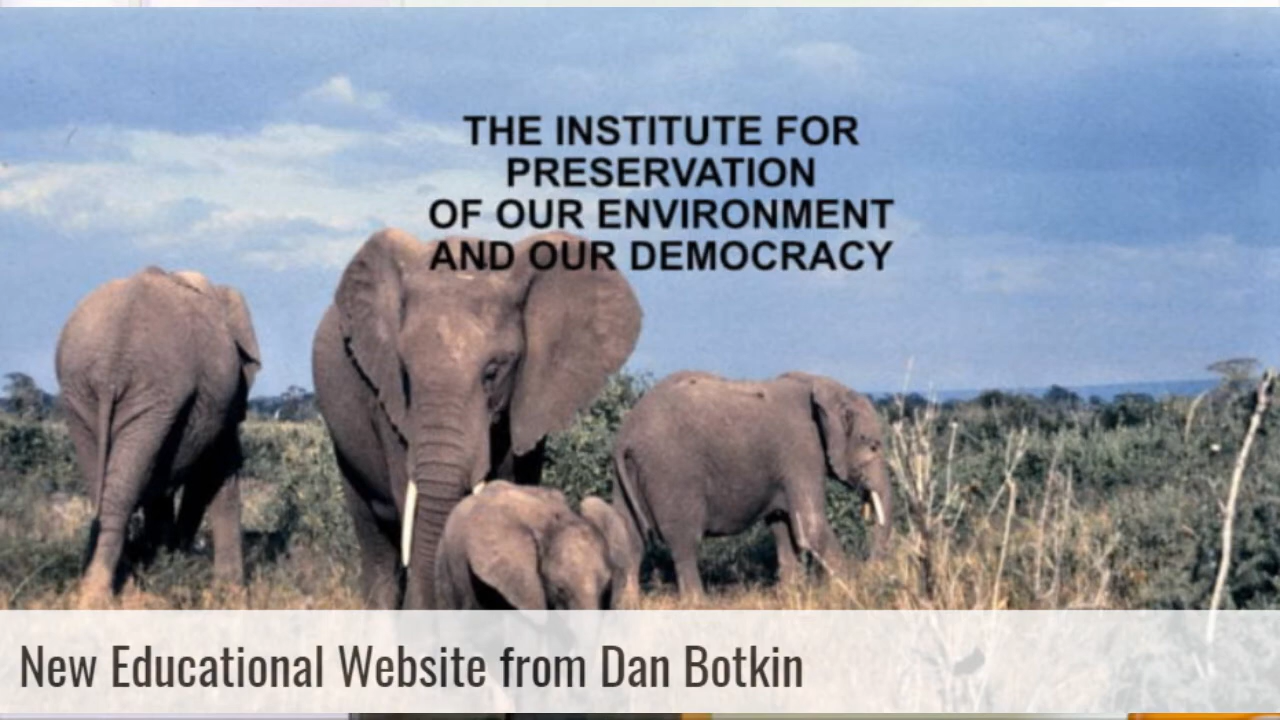 THE INSTITUTE FOR
PRESERVATION
OF OUR ENVIRONMENT
AND OUR DEMOCRACY
New Educational Website from Dan Botkin